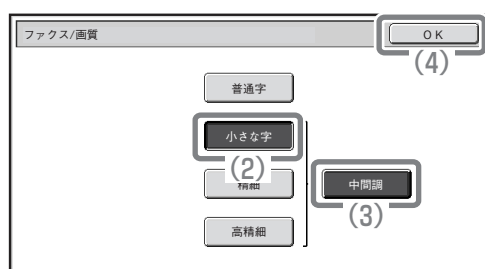 ファクス/画質
OK
(4)
普通字
小さな字
(2)
精細
中間調
(3)
高精細